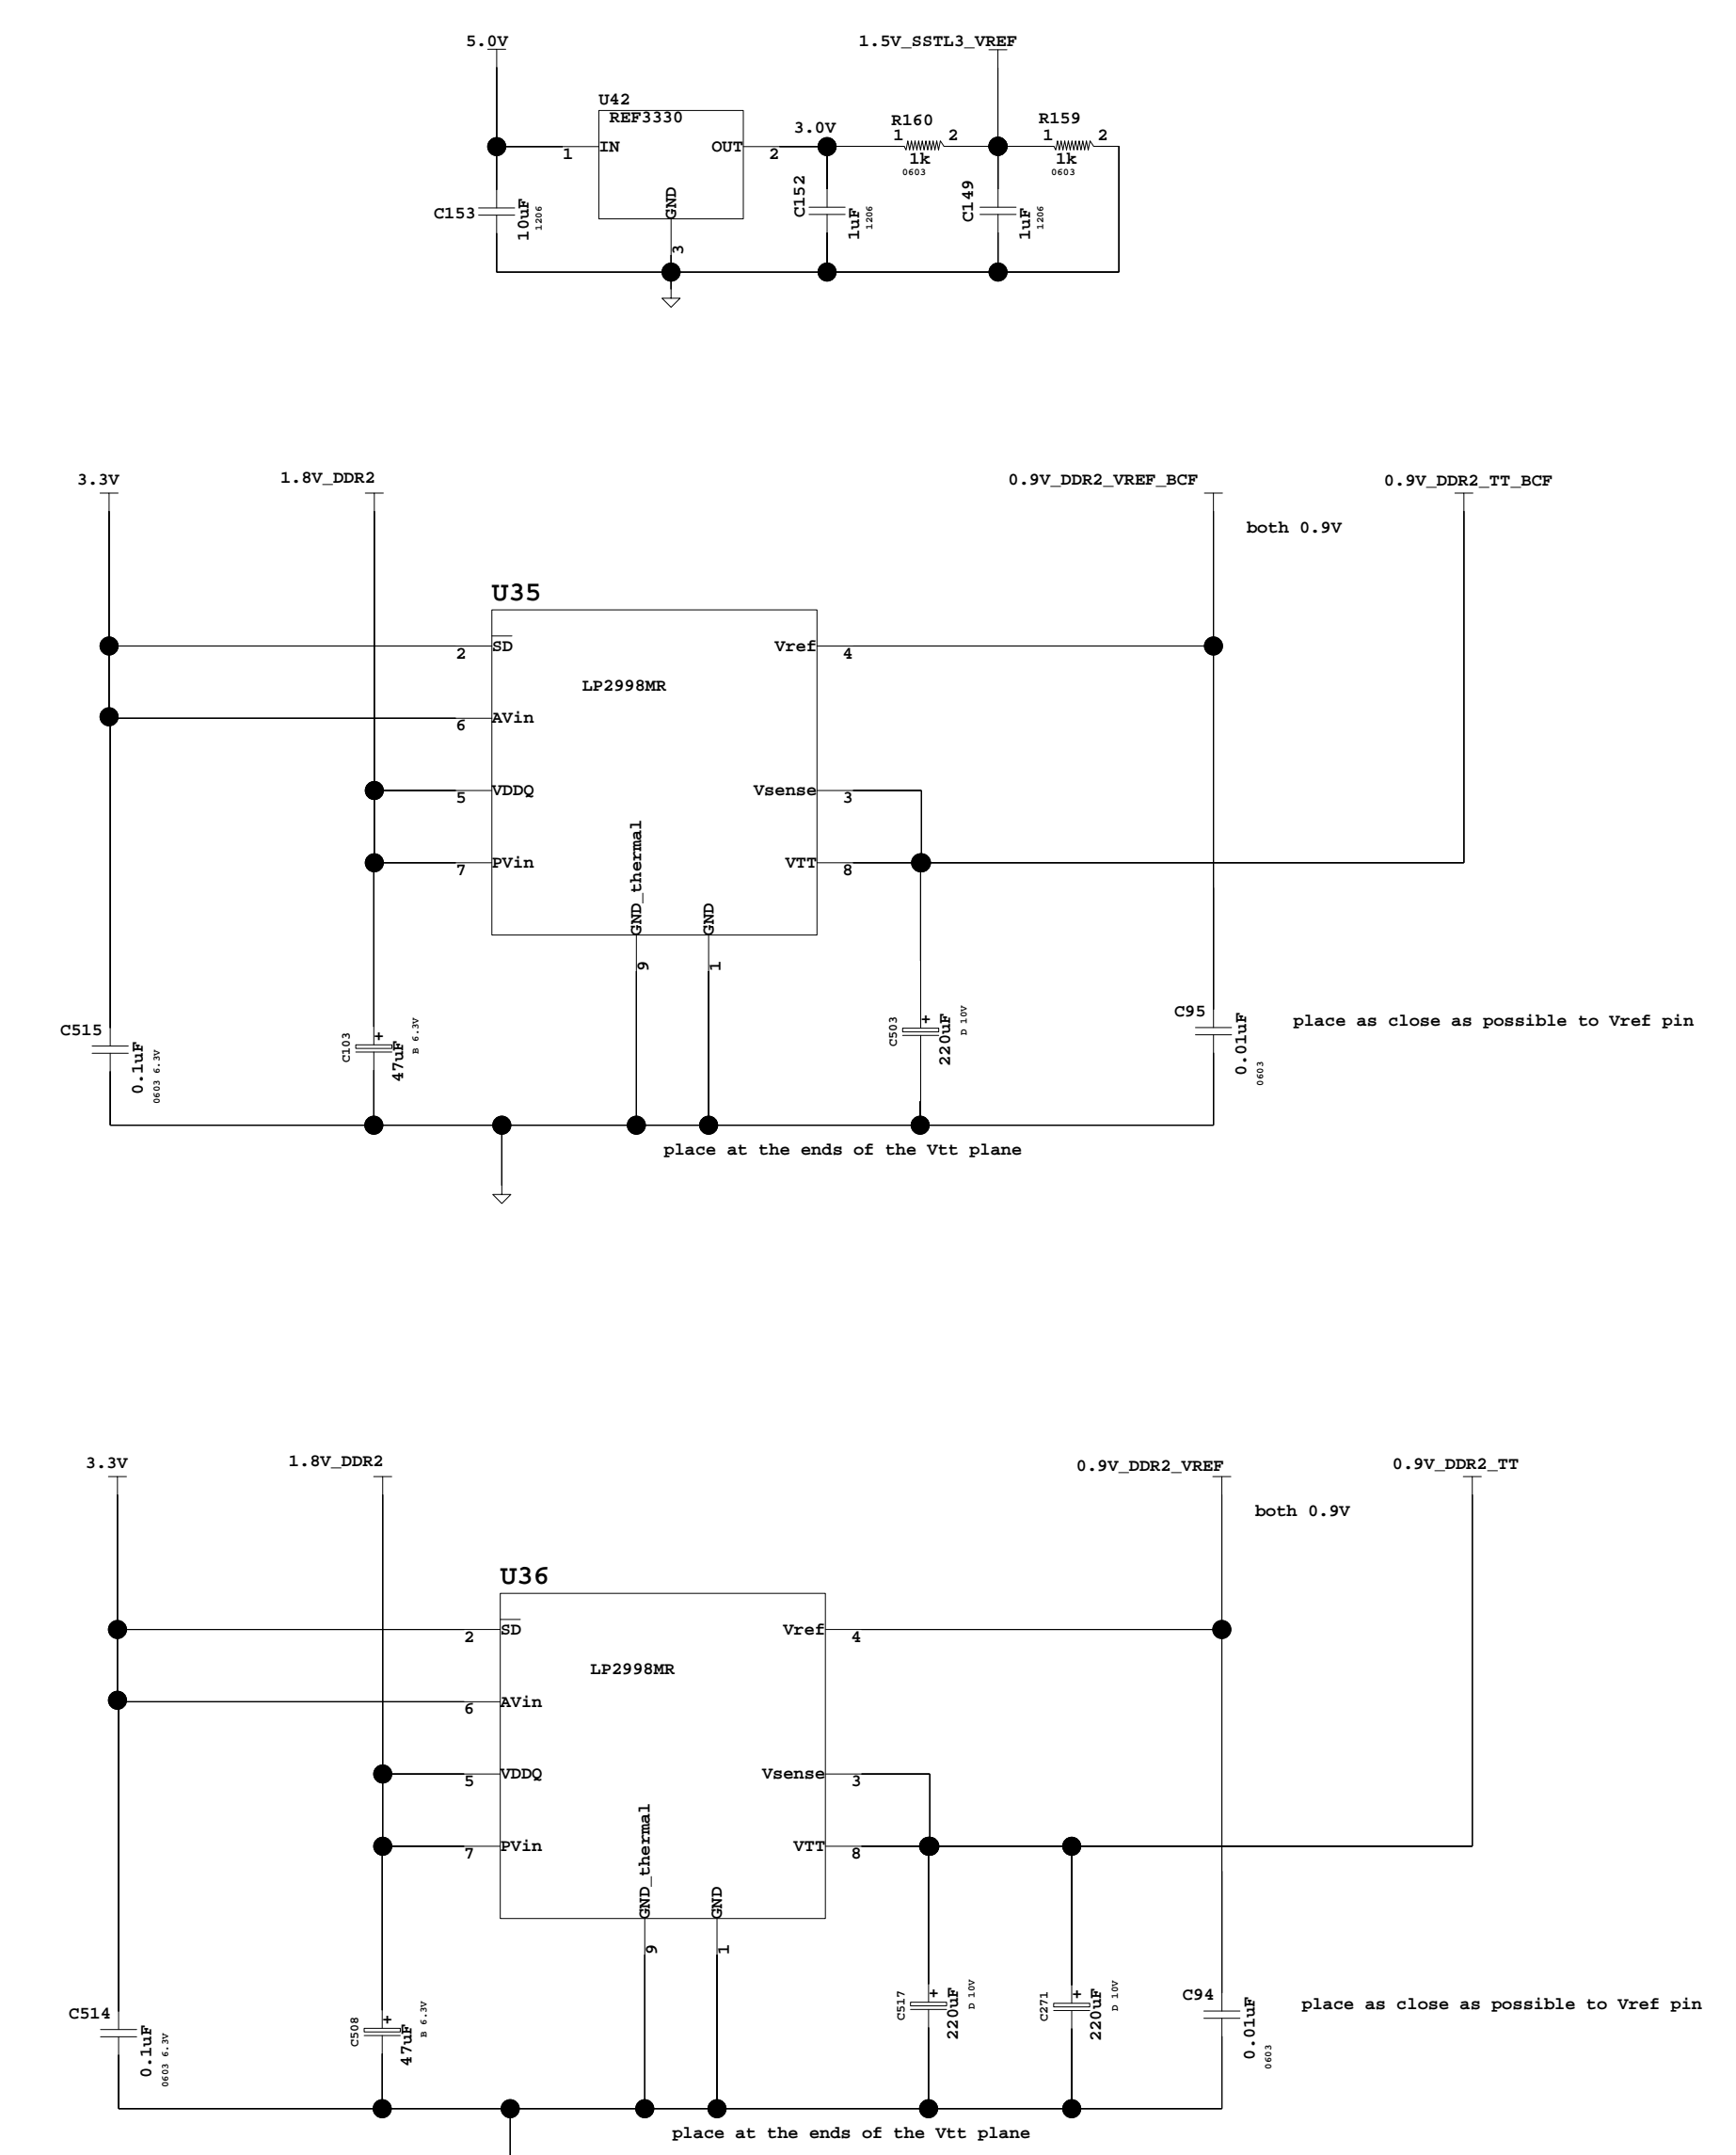 5.0V
1.5V_SSTL3_VREF
U42
REF3330
3.0V
R160
R159
1 IN
OUT 2
1 2
1 2
1k
0603
1k
0603
C153
10uF
1206
GND
3
C152
1uF
1206
C149
1uF
1206
3.3V
1.8V_DDR2
0.9V_DDR2_VREF_BCF
0.9V_DDR2_TT_BCF
both 0.9V
U35
2 SD
Vref 4
LP2998MR
6 AVin
5 VDDQ
Vsense 3
7 PVin
VTT 8
GND_thermal
GND
9
1
C515
0.1uF
0603 6.3V
C103
+
47uF
B 6.3V
C503
+
220uF
D 10V
C95
0.01uF
0603
place as close as possible to Vref pin
place at the ends of the Vtt plane
3.3V
1.8V_DDR2
0.9V_DDR2_VREF
0.9V_DDR2_TT
both 0.9V
U36
2 SD
Vref 4
LP2998MR
6 AVin
5 VDDQ
Vsense 3
7 PVin
VTT 8
GND_thermal
GND
9
1
C514
0.1uF
0603 6.3V
C508
+
47uF
B 6.3V
C517
+
220uF
D 10V
C271
+
220uF
D 10V
C94
0.01uF
0603
place as close as possible to Vref pin
place at the ends of the Vtt plane